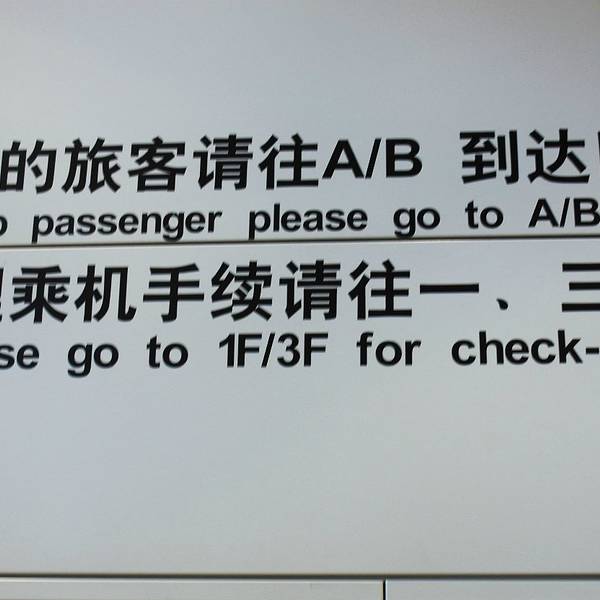 的旅客请往A/B 到达
passenger please go to A/B
乘机手续请往一、三
se go to 1F/3F for check-